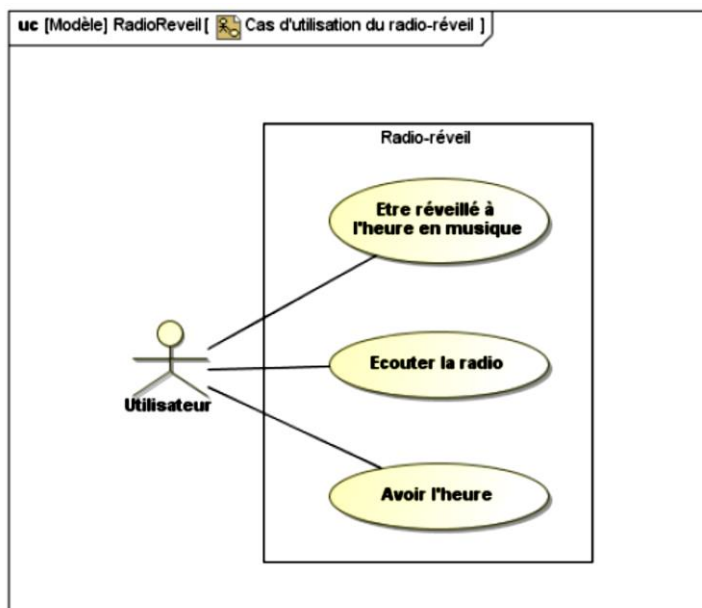 uc [Modèle] RadioReveil [ Cas d'utilisation du radio-réveil ]
Radio-réveil
Etre réveillé à
l'heure en musique
Ecouter la radio
Utilisateur
Avoir l'heure